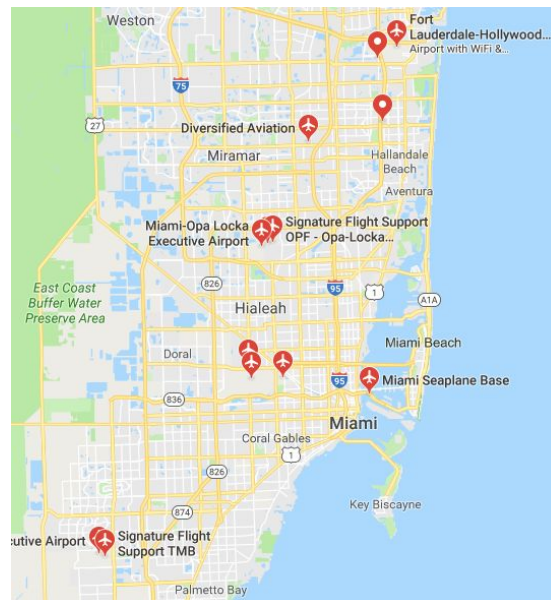 Weston
Fort
Lauderdale-Hollywood...
Airport with WiFi &...
75
27
Diversified Aviation
Miramar
Hallandale
Beach
Aventura
Miami-Opa Locka
Executive Airport
Signature Flight Support
OPF - Opa-Locka...
826
95
1
A1A
East Coast
Buffer Water
Preserve Area
Hialeah
Miami Beach
Doral
Miami Seaplane Base
95
836
Miami
Coral Gables
1
826
Key Biscayne
874
cutive Airport
Signature Flight
Support TMB
Palmetto Bay